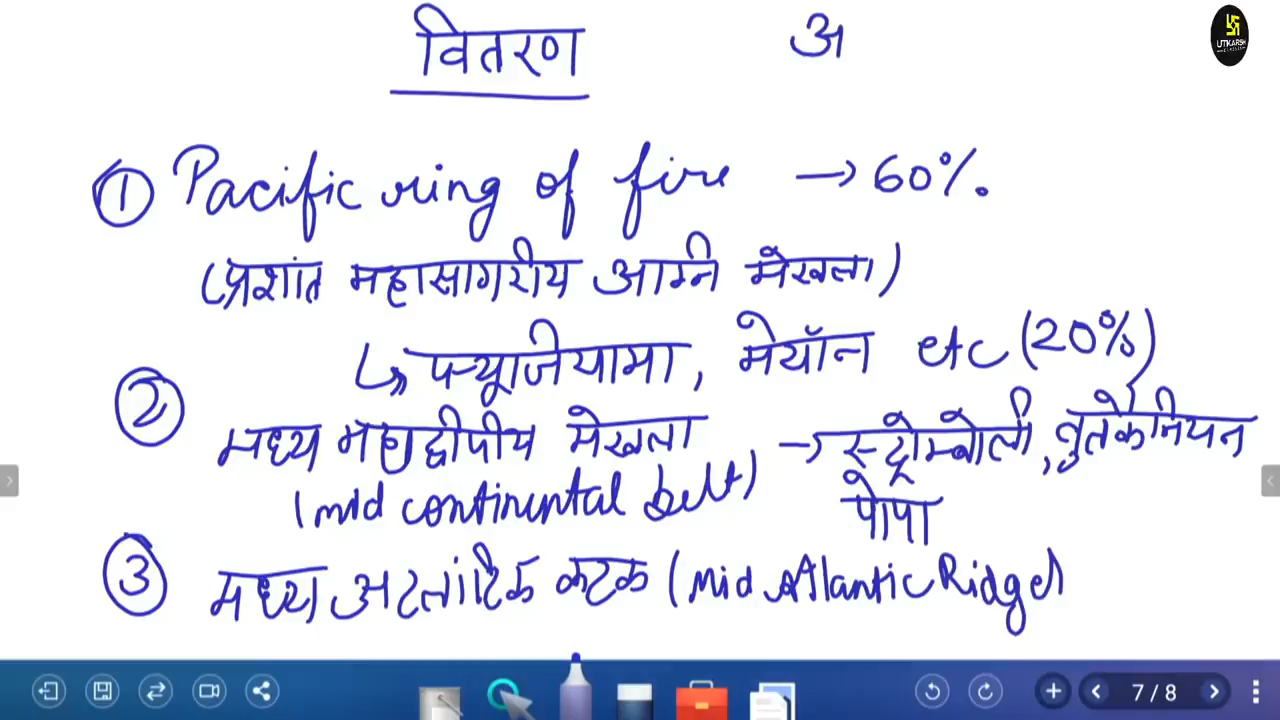 वितरण अ
UTKARSH
① Pacific ring of fire → 60%.
(प्रशांत महासागरीय अग्नि मेखला)
↳ फ्यूजियामा, मेयॉन etc (20%)
② मध्य महाद्वीपीय मेखला → स्ट्रोम्बोली,
(mid continental belt) पोपा
③ मध्य अटलांटिक कटक (Mid Atlantic Ridge)
7 / 8